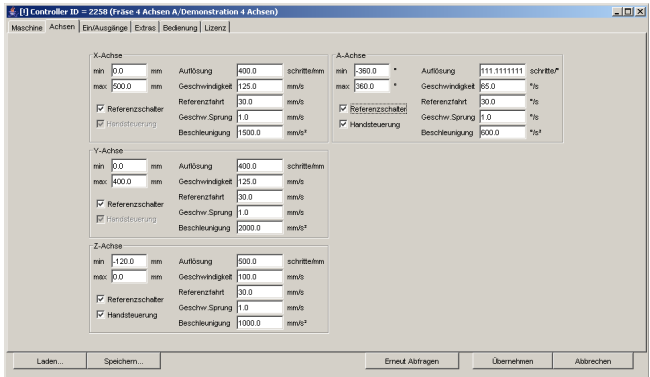 [!] Controller ID = 2258 (Fräse 4 Achsen A/Demonstration 4 Achsen)
Maschine Achsen Ein/Ausgänge Extras Bedienung Lizenz
X-Achse
min 0.0 mm Auflösung 400.0 schritte/mm
max 500.0 mm Geschwindigkeit 125.0 mm/s
Referenzfahrt 30.0 mm/s
Referenzschalter
Geschw.Sprung 1.0 mm/s
Handsteuerung
Beschleunigung 1500.0 mm/s²
A-Achse
min -360.0 ° Auflösung 111.1111111 schritte/°
max 360.0 ° Geschwindigkeit 65.0 °/s
Referenzfahrt 30.0 °/s
Referenzschalter
Geschw.Sprung 1.0 °/s
Handsteuerung
Beschleunigung 600.0 °/s²
Y-Achse
min 0.0 mm Auflösung 400.0 schritte/mm
max 400.0 mm Geschwindigkeit 125.0 mm/s
Referenzfahrt 30.0 mm/s
Referenzschalter
Geschw.Sprung 1.0 mm/s
Handsteuerung
Beschleunigung 2000.0 mm/s²
Z-Achse
min -120.0 mm Auflösung 500.0 schritte/mm
max 0.0 mm Geschwindigkeit 100.0 mm/s
Referenzfahrt 30.0 mm/s
Referenzschalter
Geschw.Sprung 1.0 mm/s
Handsteuerung
Beschleunigung 1000.0 mm/s²
Laden... Speichern... Erneut Abfragen Übernehmen Abbrechen